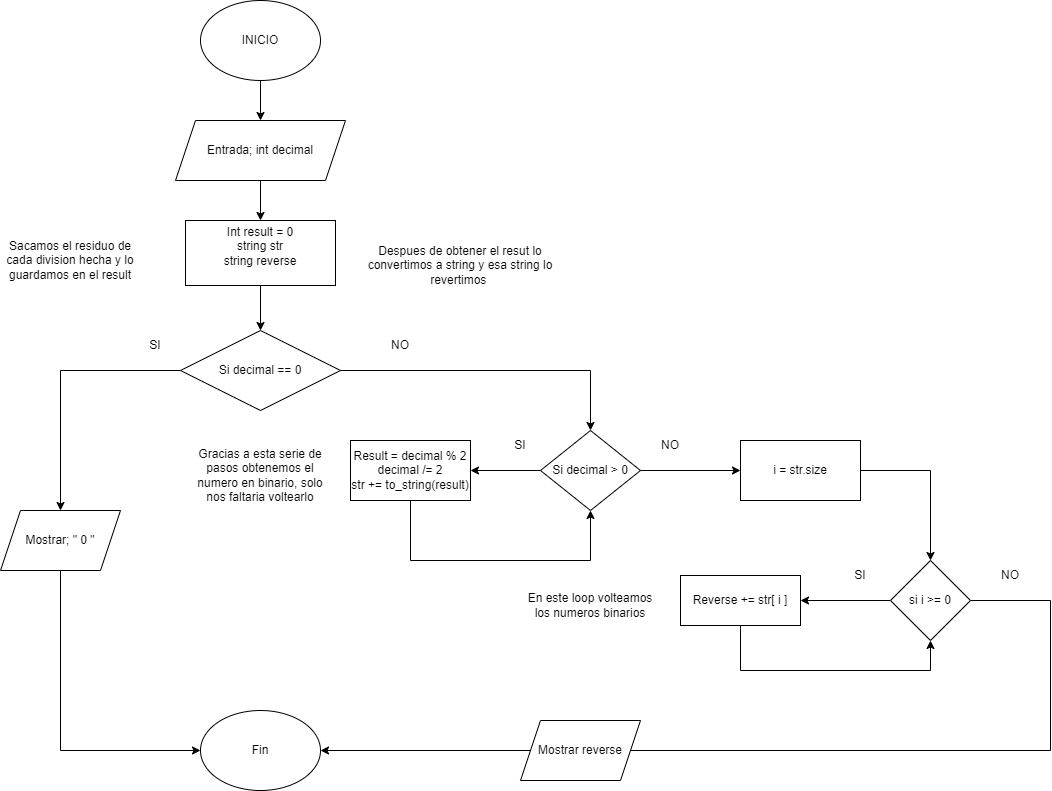 INICIO
Entrada; int decimal
Int result = 0
string str
string reverse
Sacamos el residuo de
cada division hecha y lo
guardamos en el result
Despues de obtener el resut lo
convertimos a string y esa string lo
revertimos
SI
NO
Si decimal == 0
Gracias a esta serie de
pasos obtenemos el
numero en binario, solo
nos faltaria voltearlo
Result = decimal % 2
decimal /= 2
str += to_string(result)
SI
Si decimal > 0
NO
i = str.size
Mostrar; " 0 "
En este loop volteamos
los numeros binarios
Reverse += str[ i ]
SI
si i >= 0
NO
Fin
Mostrar reverse